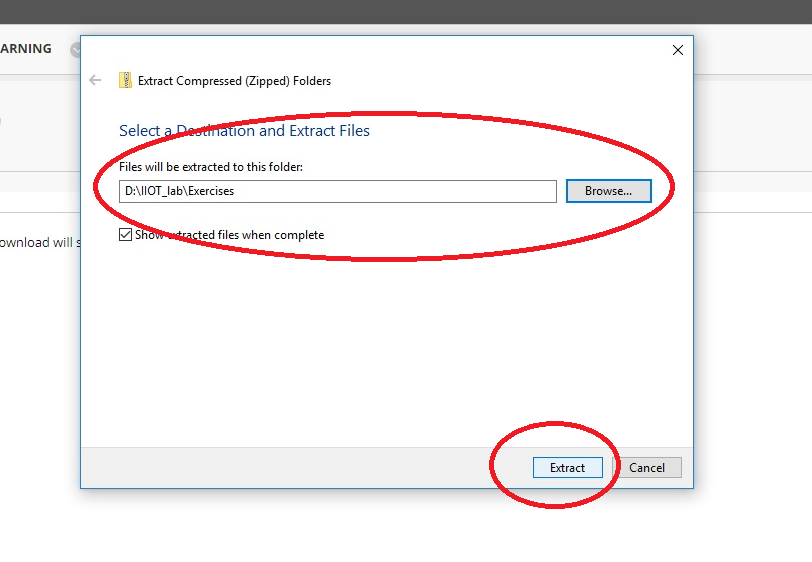 ARNING
Extract Compressed (Zipped) Folders
Select a Destination and Extract Files
Files will be extracted to this folder:
D:\IIOT_lab\Exercises
Browse...
Show extracted files when complete
ownload will s
Extract
Cancel